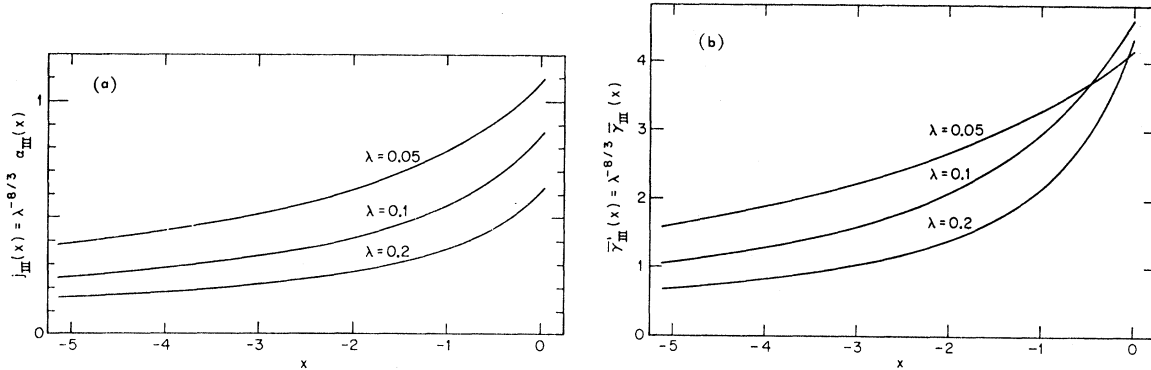 (a)
1
0
j_III(x) = λ^-8/3 α_III(x)
λ = 0.05
λ = 0.1
λ = 0.2
-5 -4 -3 -2 -1 0
x
(b)
4
3
2
1
0
γ̅'_III(x) = λ^-8/3 γ̅_III(x)
λ = 0.05
λ = 0.1
λ = 0.2
-5 -4 -3 -2 -1 0
x